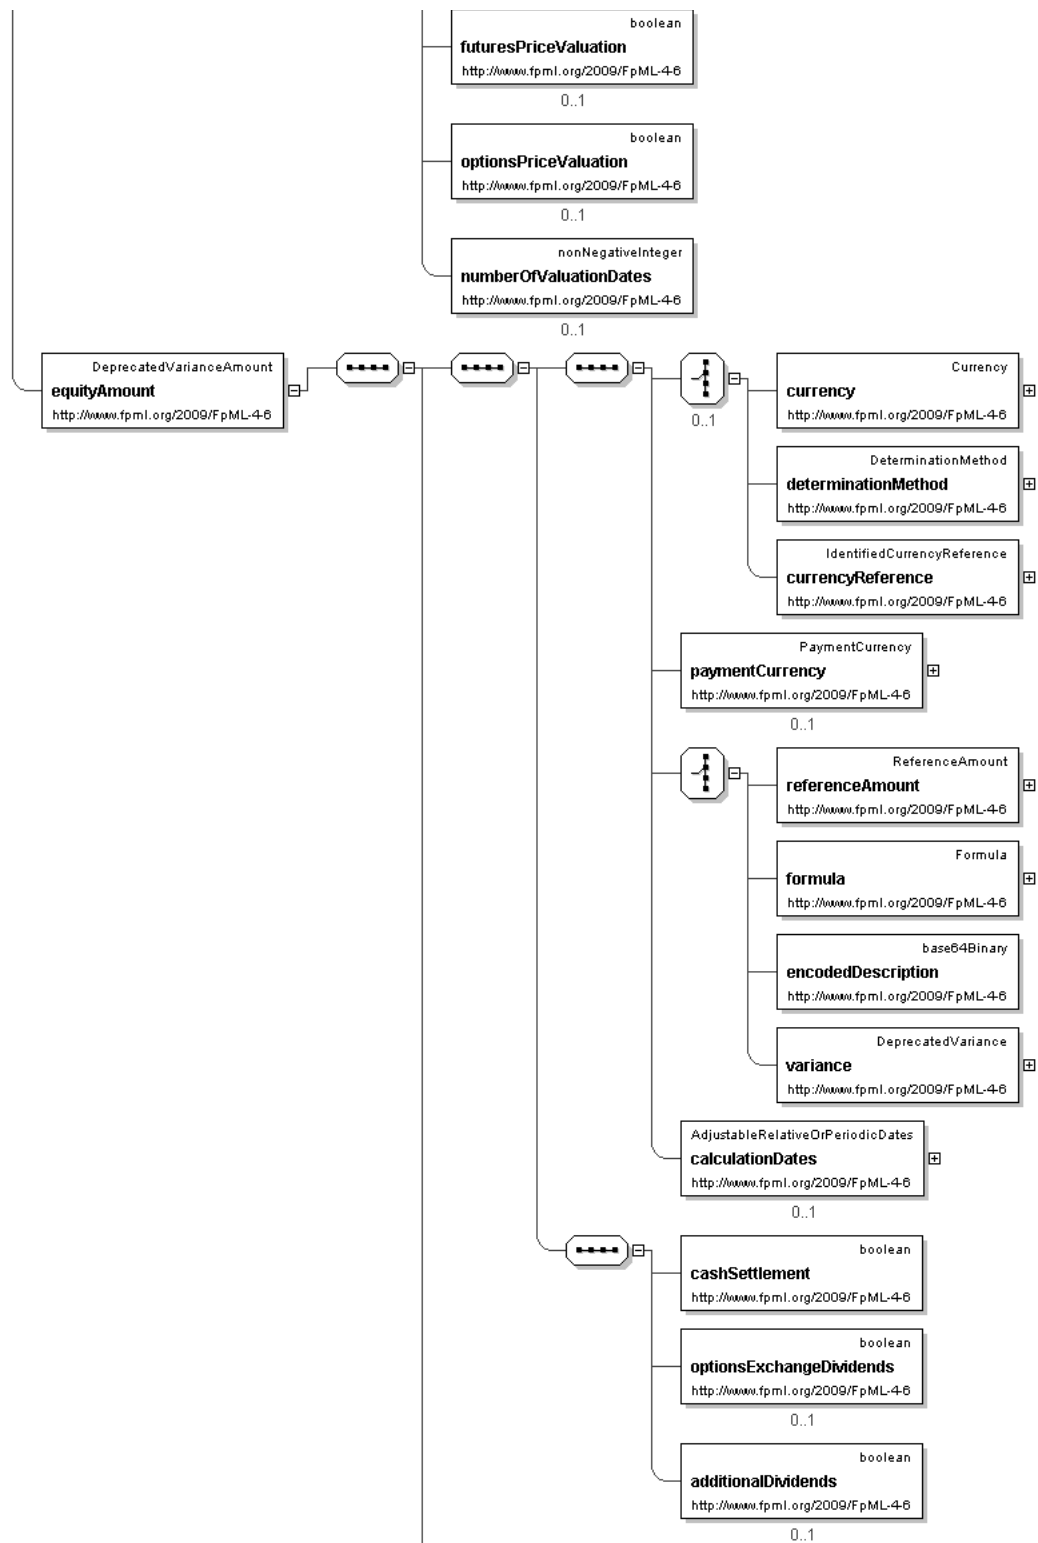 boolean
futuresPriceValuation
http://www.fpml.org/2009/FpML-4-6
0..1
boolean
optionsPriceValuation
http://www.fpml.org/2009/FpML-4-6
0..1
nonNegativeInteger
numberOfValuationDates
http://www.fpml.org/2009/FpML-4-6
0..1
DeprecatedVarianceAmount
equityAmount
http://www.fpml.org/2009/FpML-4-6
0..1
Currency
currency
http://www.fpml.org/2009/FpML-4-6
DeterminationMethod
determinationMethod
http://www.fpml.org/2009/FpML-4-6
IdentifiedCurrencyReference
currencyReference
http://www.fpml.org/2009/FpML-4-6
PaymentCurrency
paymentCurrency
http://www.fpml.org/2009/FpML-4-6
0..1
ReferenceAmount
referenceAmount
http://www.fpml.org/2009/FpML-4-6
Formula
formula
http://www.fpml.org/2009/FpML-4-6
base64Binary
encodedDescription
http://www.fpml.org/2009/FpML-4-6
DeprecatedVariance
variance
http://www.fpml.org/2009/FpML-4-6
AdjustableRelativeOrPeriodicDates
calculationDates
http://www.fpml.org/2009/FpML-4-6
0..1
boolean
cashSettlement
http://www.fpml.org/2009/FpML-4-6
boolean
optionsExchangeDividends
http://www.fpml.org/2009/FpML-4-6
0..1
boolean
additionalDividends
http://www.fpml.org/2009/FpML-4-6
0..1